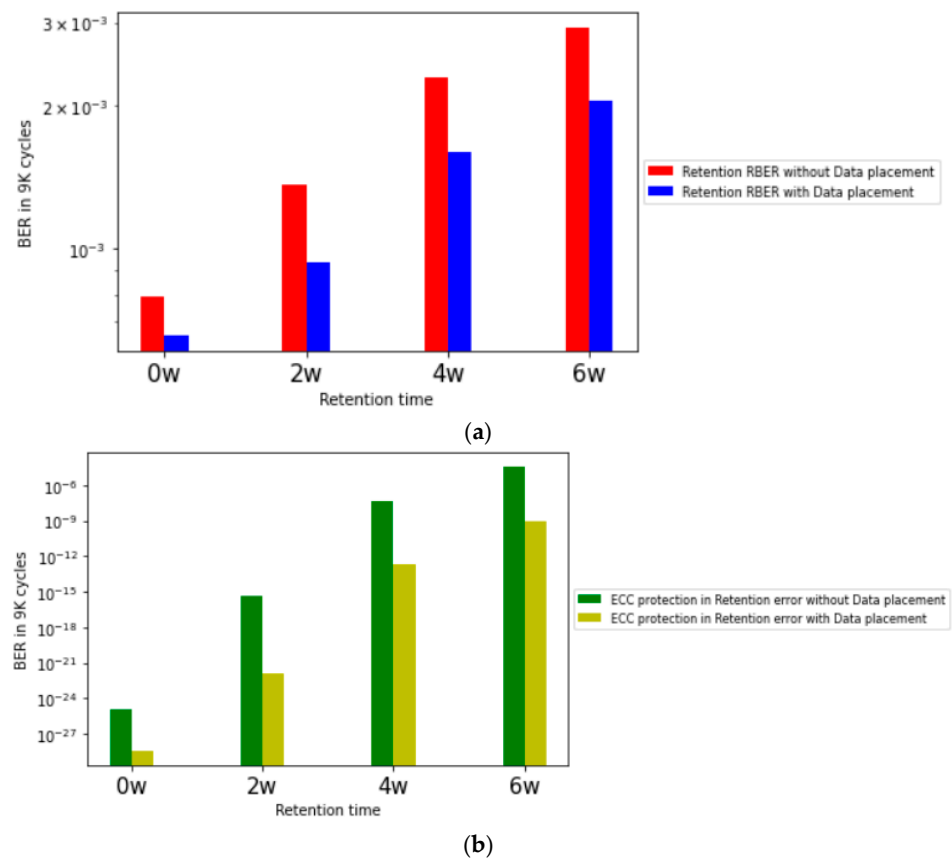 3 × 10⁻³
2 × 10⁻³
10⁻³
BER in 9K cycles
Retention RBER without Data placement
Retention RBER with Data placement
0w 2w 4w 6w
Retention time
(a)
10⁻⁶
10⁻⁹
10⁻¹²
10⁻¹⁵
10⁻¹⁸
10⁻²¹
10⁻²⁴
10⁻²⁷
BER in 9K cycles
ECC protection in Retention error without Data placement
ECC protection in Retention error with Data placement
0w 2w 4w 6w
Retention time
(b)